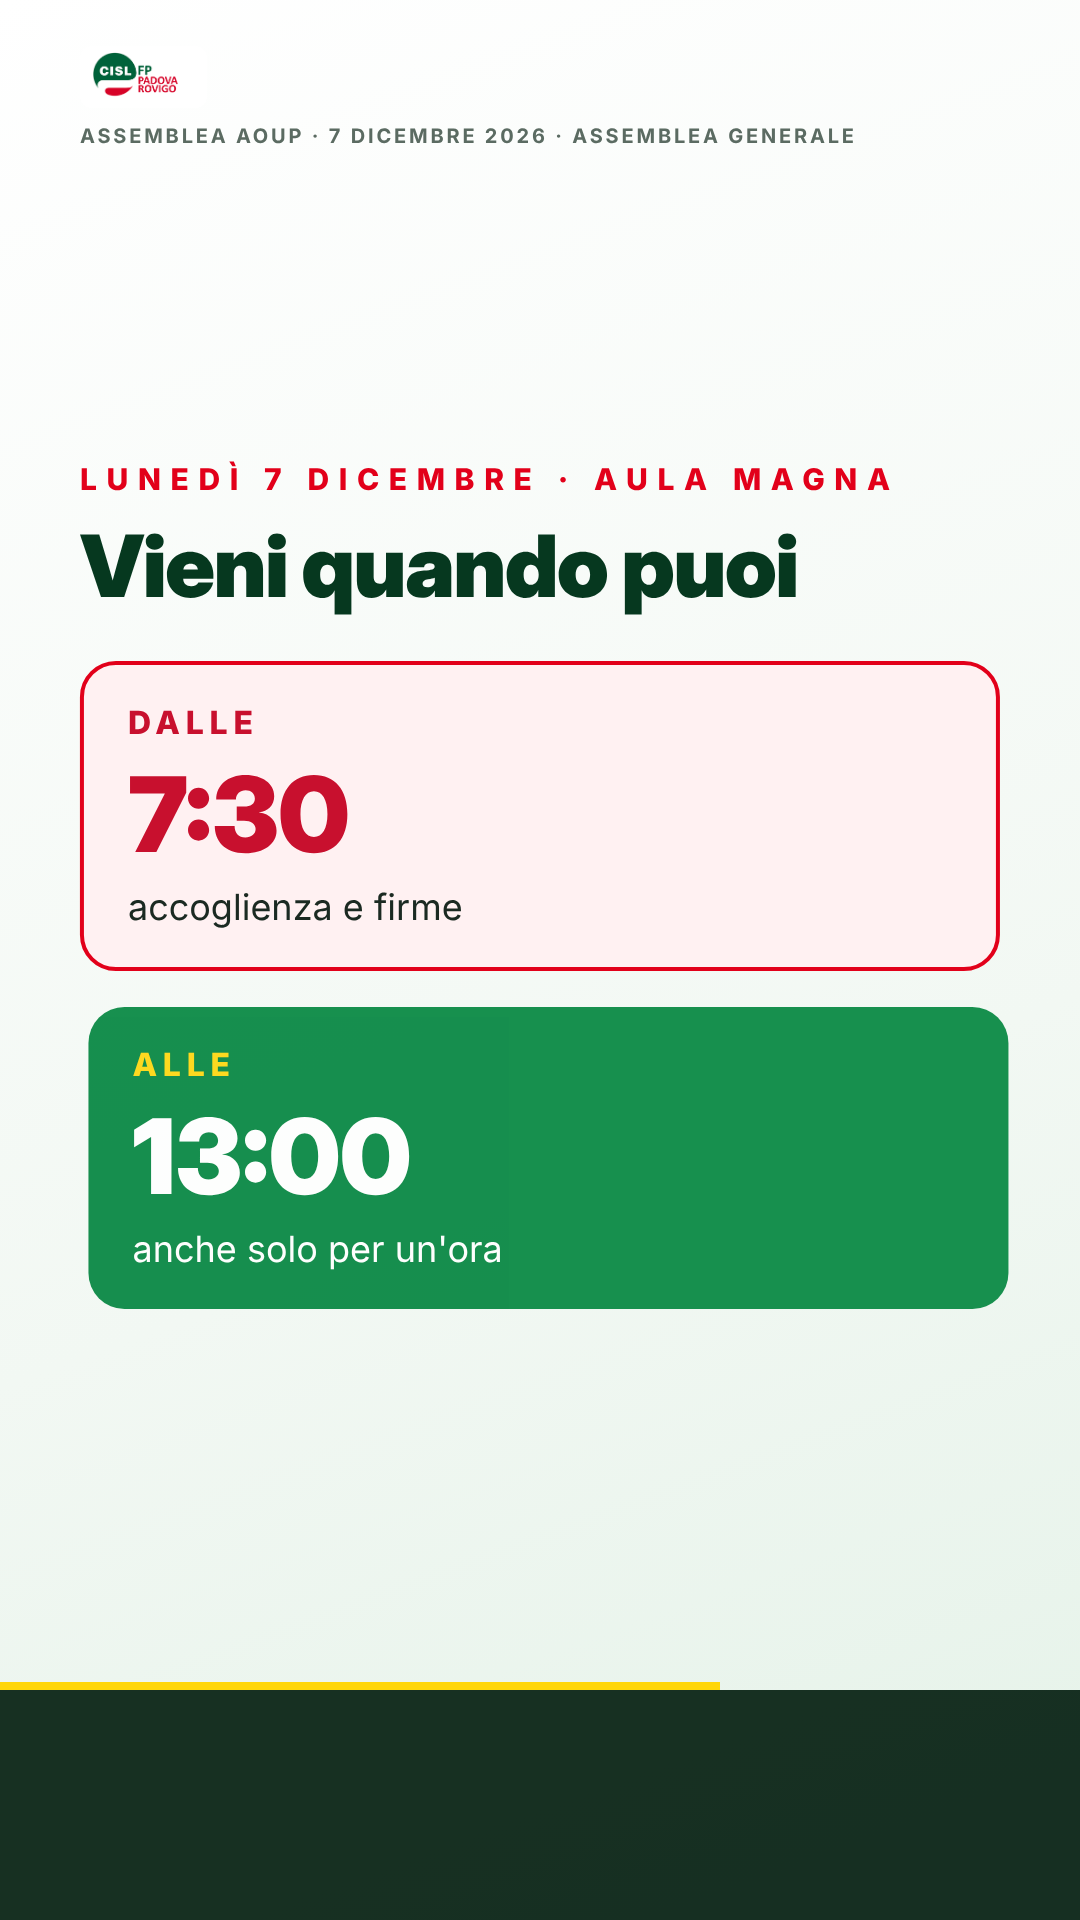 CISL FP
PADOVA
ROVIGO
ASSEMBLEA AOUP · 7 DICEMBRE 2026 · ASSEMBLEA GENERALE
LUNEDÌ 7 DICEMBRE · AULA MAGNA
Vieni quando puoi
DALLE
7:30
accoglienza e firme
ALLE
13:00
anche solo per un'ora